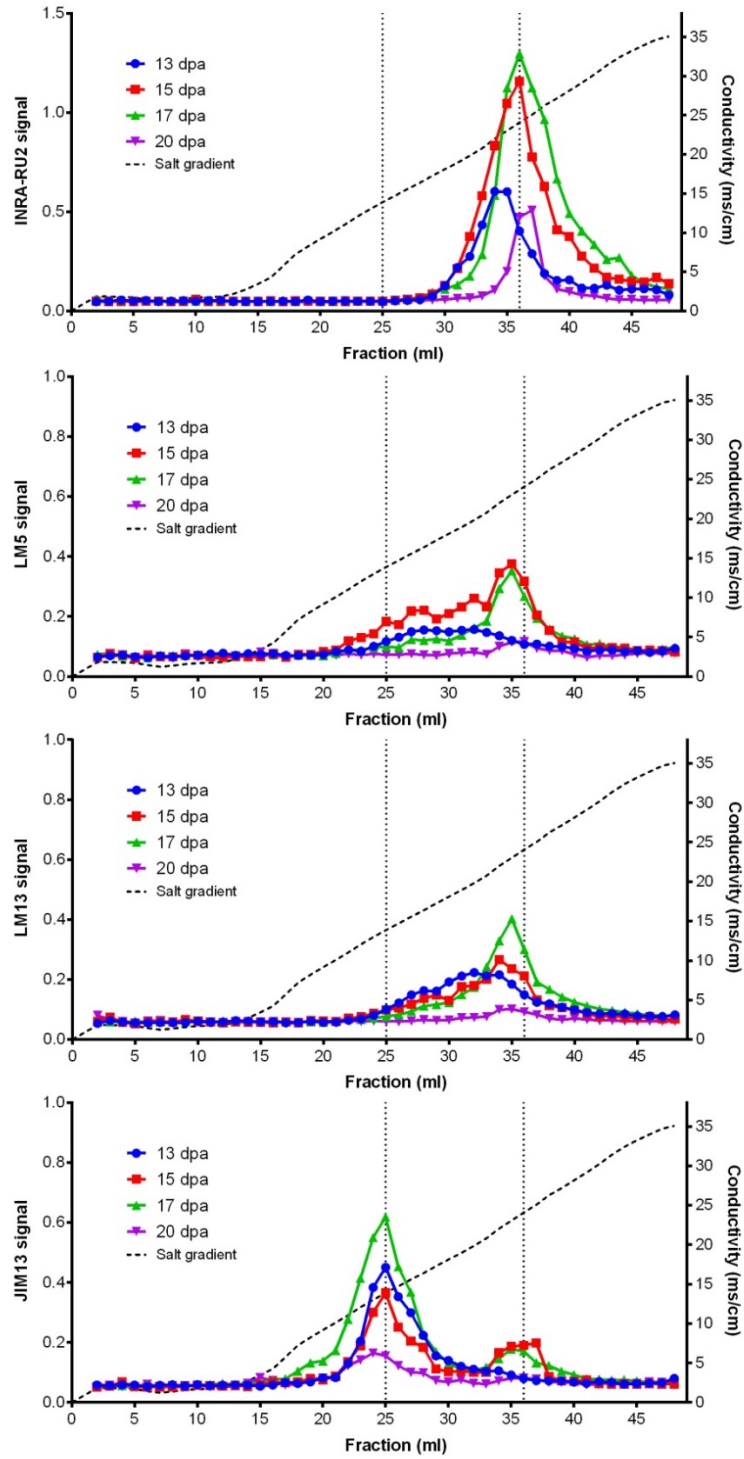 INRA-RU2 signal
1.5
1.0
0.5
0.0
13 dpa
15 dpa
17 dpa
20 dpa
Salt gradient
35
30
25
20
15
10
5
0
Conductivity (ms/cm)
0 5 10 15 20 25 30 35 40 45
Fraction (ml)
LM5 signal
1.0
0.8
0.6
0.4
0.2
0.0
13 dpa
15 dpa
17 dpa
20 dpa
Salt gradient
35
30
25
20
15
10
5
0
Conductivity (ms/cm)
0 5 10 15 20 25 30 35 40 45
Fraction (ml)
LM13 signal
1.0
0.8
0.6
0.4
0.2
0.0
13 dpa
15 dpa
17 dpa
20 dpa
Salt gradient
35
30
25
20
15
10
5
0
Conductivity (ms/cm)
0 5 10 15 20 25 30 35 40 45
Fraction (ml)
JIM13 signal
1.0
0.8
0.6
0.4
0.2
0.0
13 dpa
15 dpa
17 dpa
20 dpa
Salt gradient
35
30
25
20
15
10
5
0
Conductivity (ms/cm)
0 5 10 15 20 25 30 35 40 45
Fraction (ml)